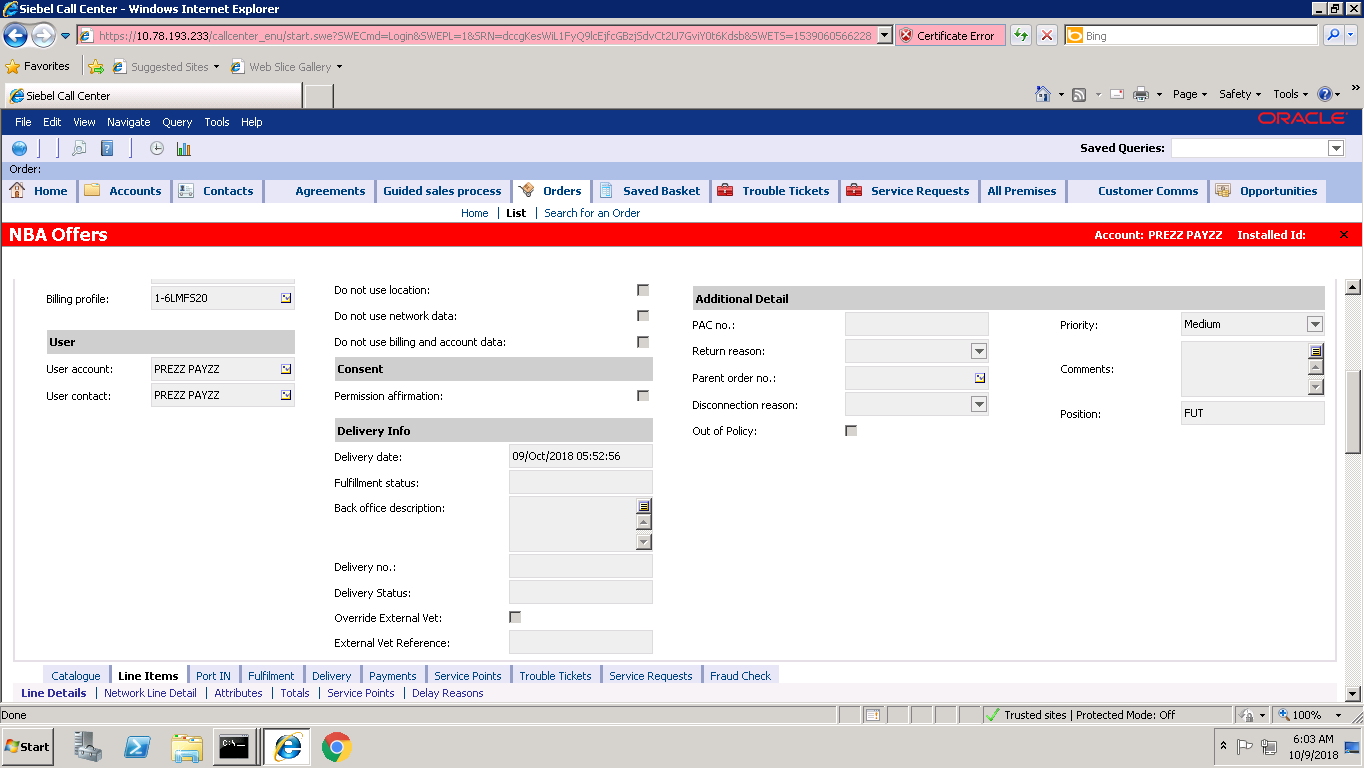 Siebel Call Center - Windows Internet Explorer
https://10.78.193.233/callcenter_enu/start.swe?SWECmd=Login&SWEPL=1&SRN= Certificate Error Bing
Favorites Suggested Sites Web Slice Gallery
Siebel Call Center Page Safety Tools »
File Edit View Navigate Query Tools Help ORACLE
Saved Queries:
Order:
Home Accounts Contacts Agreements Guided sales process Orders Saved Basket Trouble Tickets Service Requests All Premises Customer Comms Opportunities
Home List Search for an Order
NBA Offers Account: PREZZ PAYZZ Installed Id:
Billing profile: 1-6LMFS20 Do not use location: Additional Detail
Do not use network data: PAC no.: Priority: Medium
User Do not use billing and account data: Return reason:
User account: PREZZ PAYZZ Consent Parent order no.: Comments:
User contact: PREZZ PAYZZ Permission affirmation: Disconnection reason:
Position: FUT
Delivery Info Out of Policy:
Delivery date: 09/Oct/2018 05:52:56
Fulfillment status:
Back office description:
Delivery no.:
Delivery Status:
Override External Vet:
External Vet Reference:
Catalogue Line Items Port IN Fulfilment Delivery Payments Service Points Trouble Tickets Service Requests Fraud Check
Line Details Network Line Detail Attributes Totals Service Points Delay Reasons
Done Trusted sites | Protected Mode: Off 100%
Start 6:03 AM
10/9/2018